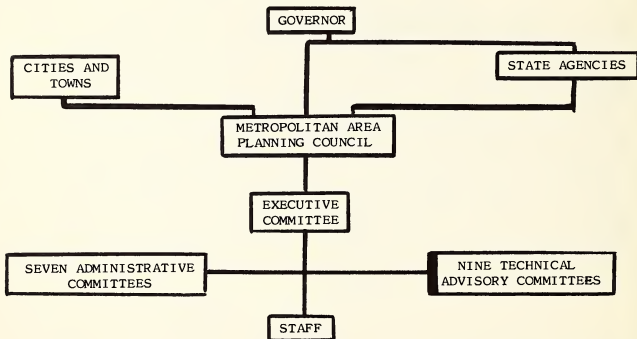 GOVERNOR
CITIES AND
TOWNS
STATE AGENCIES
METROPOLITAN AREA
PLANNING COUNCIL
EXECUTIVE
COMMITTEE
SEVEN ADMINISTRATIVE
COMMITTEES
NINE TECHNICAL
ADVISORY COMMITTEES
STAFF